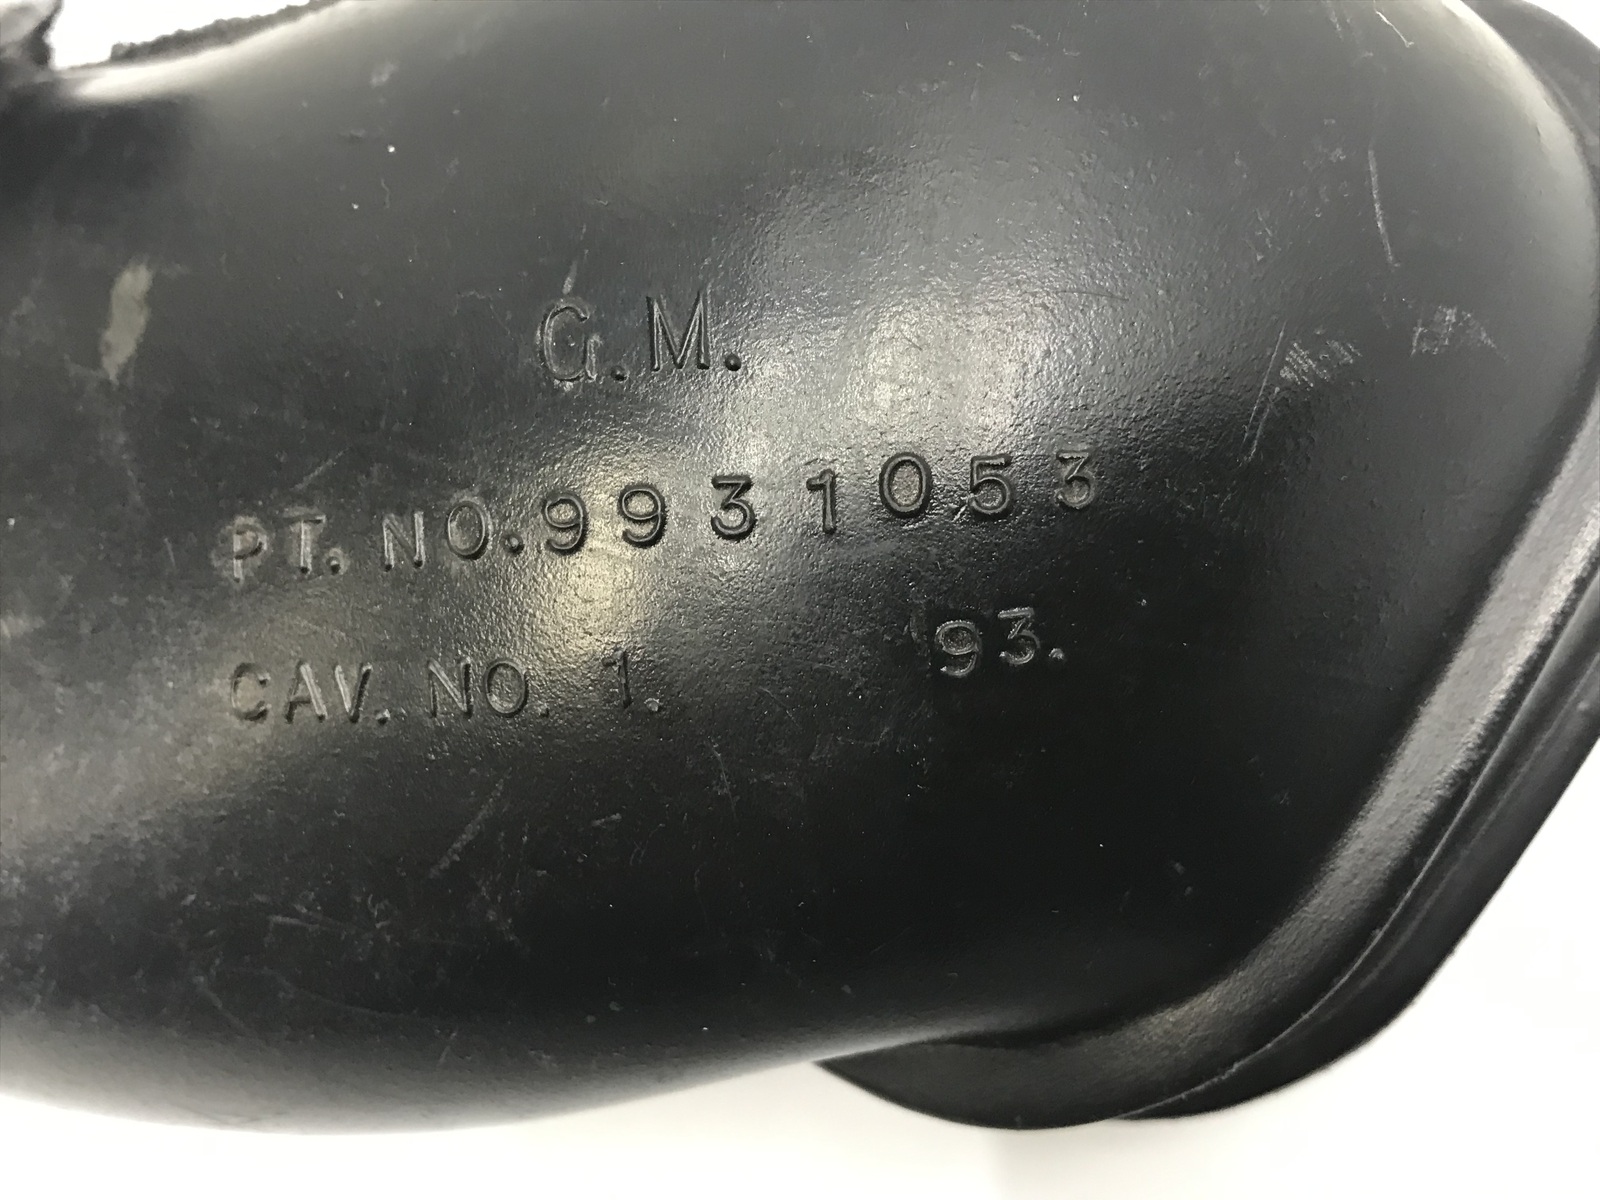 G.M.
PT. NO. 9931053
CAV. NO. 1. 93.